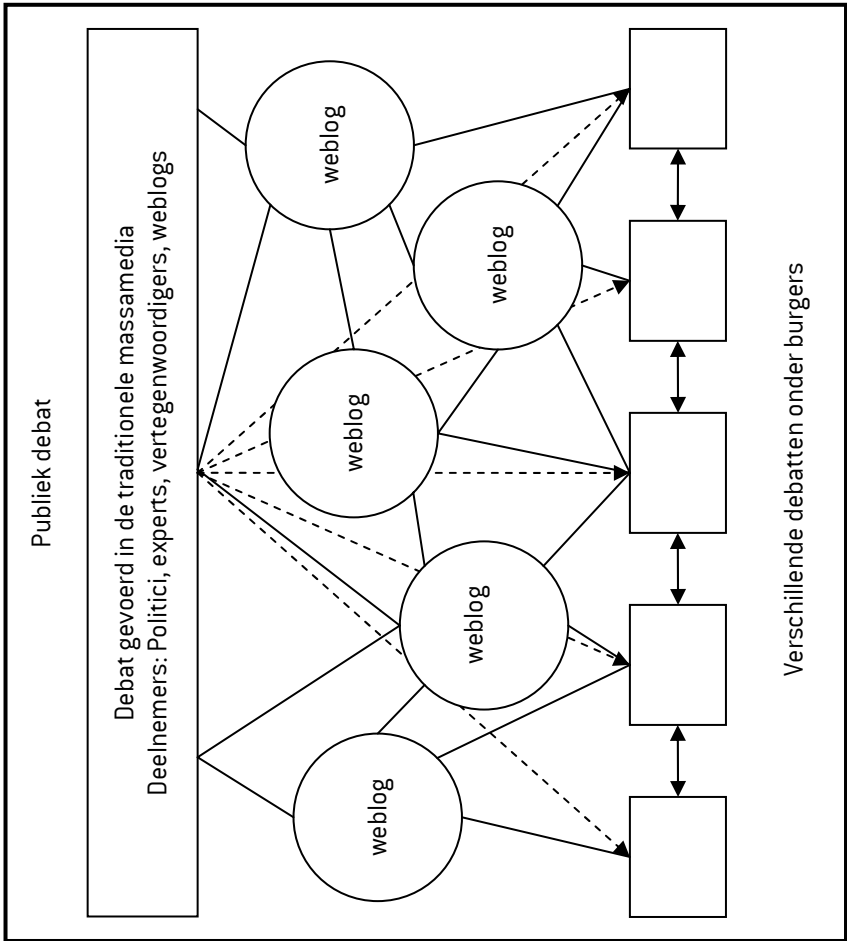 Publiek debat
Debat gevoerd in de traditionele massamedia
Deelnemers: Politici, experts, vertegenwoordigers, weblogs
weblog
weblog
weblog
weblog
weblog
Verschillende debatten onder burgers